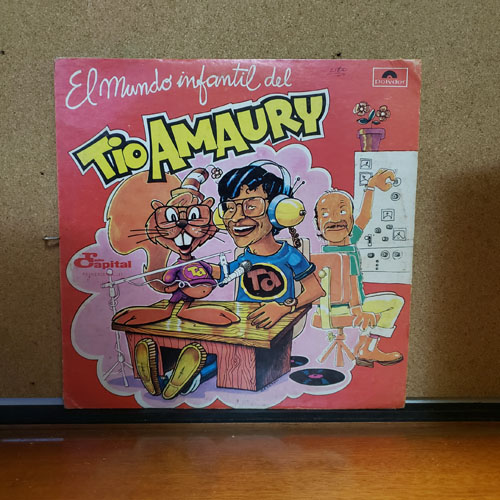 El Mundo infantil del
Polydor
TIO AMAURY
Capital
Ta
Ta